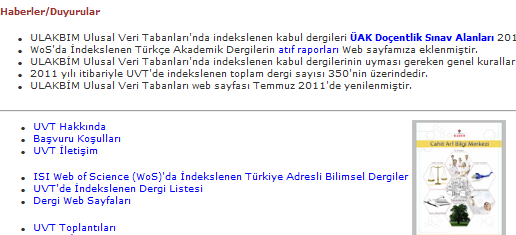 Haberler/Duyurular
ULAKBIM Ulusal Veri Tabanları'nda indekslenen kabul dergileri ÜAK Doçentlik Sınav Alanları 201
WoS'da İndekslenen Türkçe Akademik Dergilerin atıf raporları Web sayfamıza eklenmiştir.
ULAKBİM Ulusal Veri Tabanları'nda indekslenen kabul dergilerinin uyması gereken genel kurallar
2011 yılı itibariyle UVT'de indekslenen toplam dergi sayısı 350'nin üzerindedir.
ULAKBİM Ulusal Veri Tabanları web sayfası Temmuz 2011'de yenilenmiştir.
UVT Hakkında
Başvuru Koşulları
UVT İletişim
ISI Web of Science (WoS)'da İndekslenen Türkiye Adresli Bilimsel Dergiler
UVT'de İndekslenen Dergi Listesi
Dergi Web Sayfaları
UVT Toplantıları
Cahit Arf Bilgi Merkezi